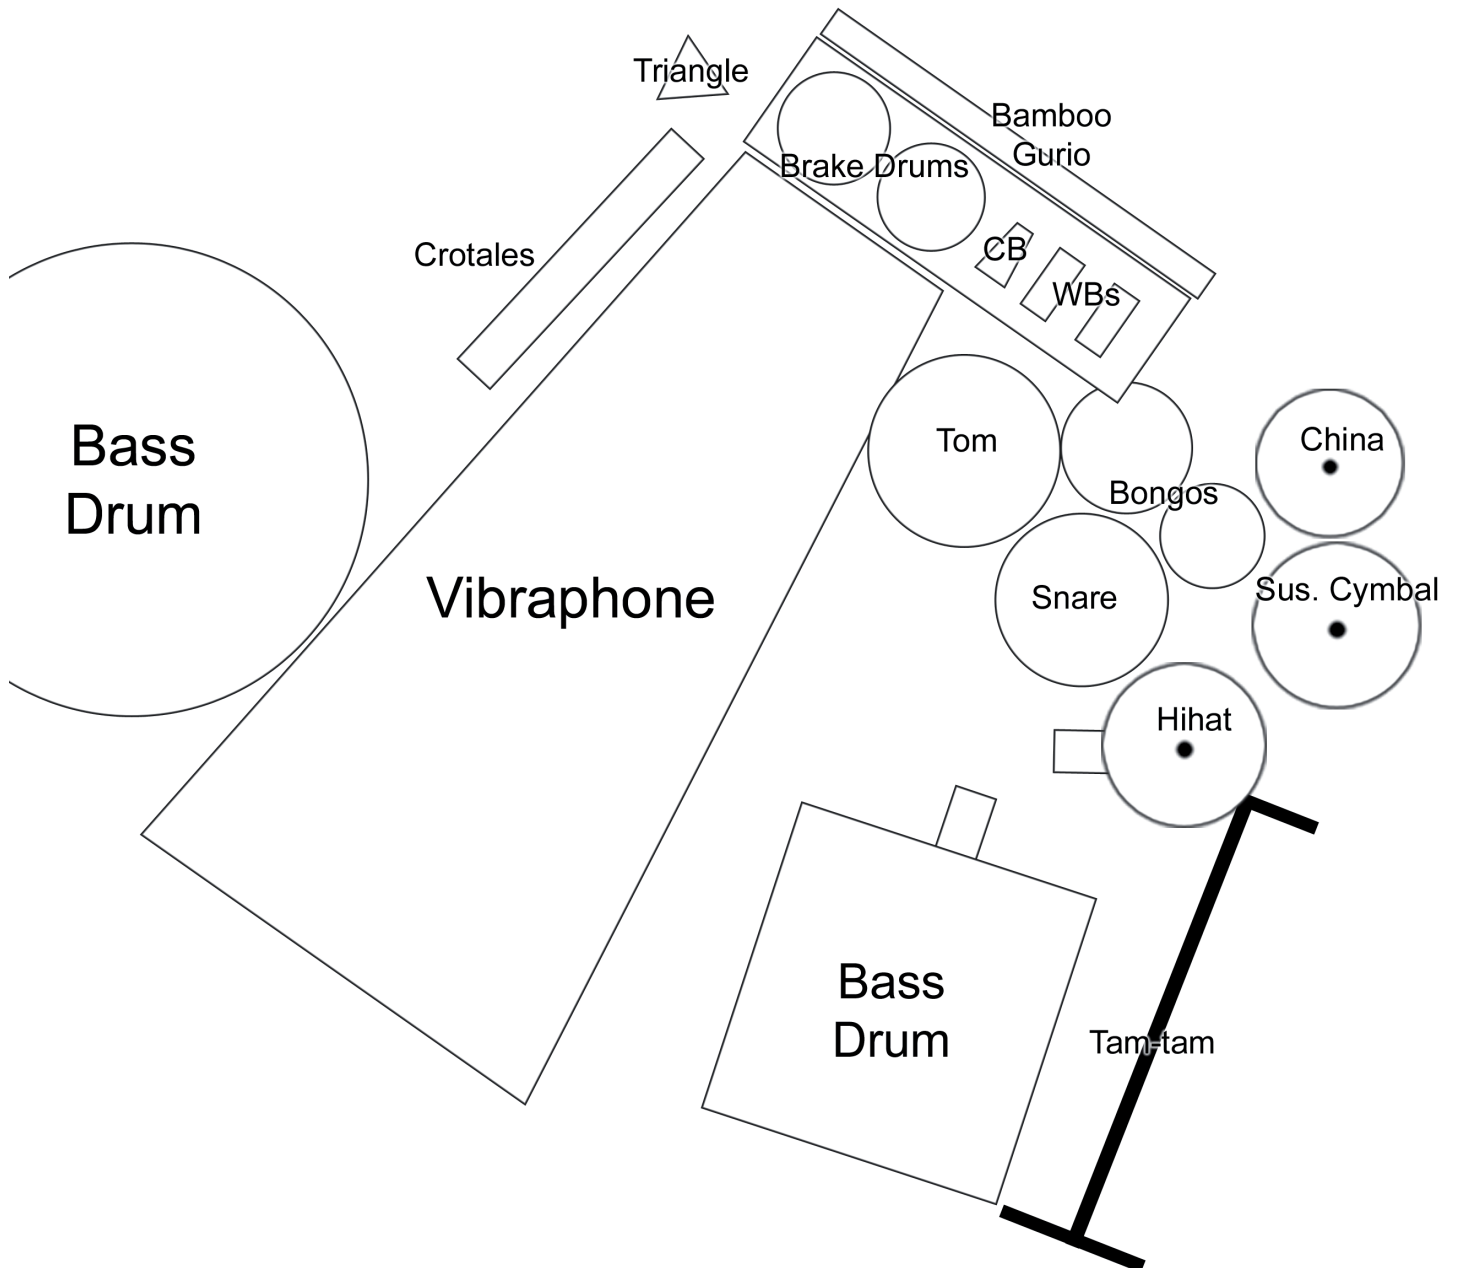 Triangle
Bamboo
Gurio
Brake Drums
CB
WBs
Crotales
Bass
Drum
Tom
China
Bongos
Vibraphone
Snare
Sus. Cymbal
Hihat
Bass
Drum
Tam-tam